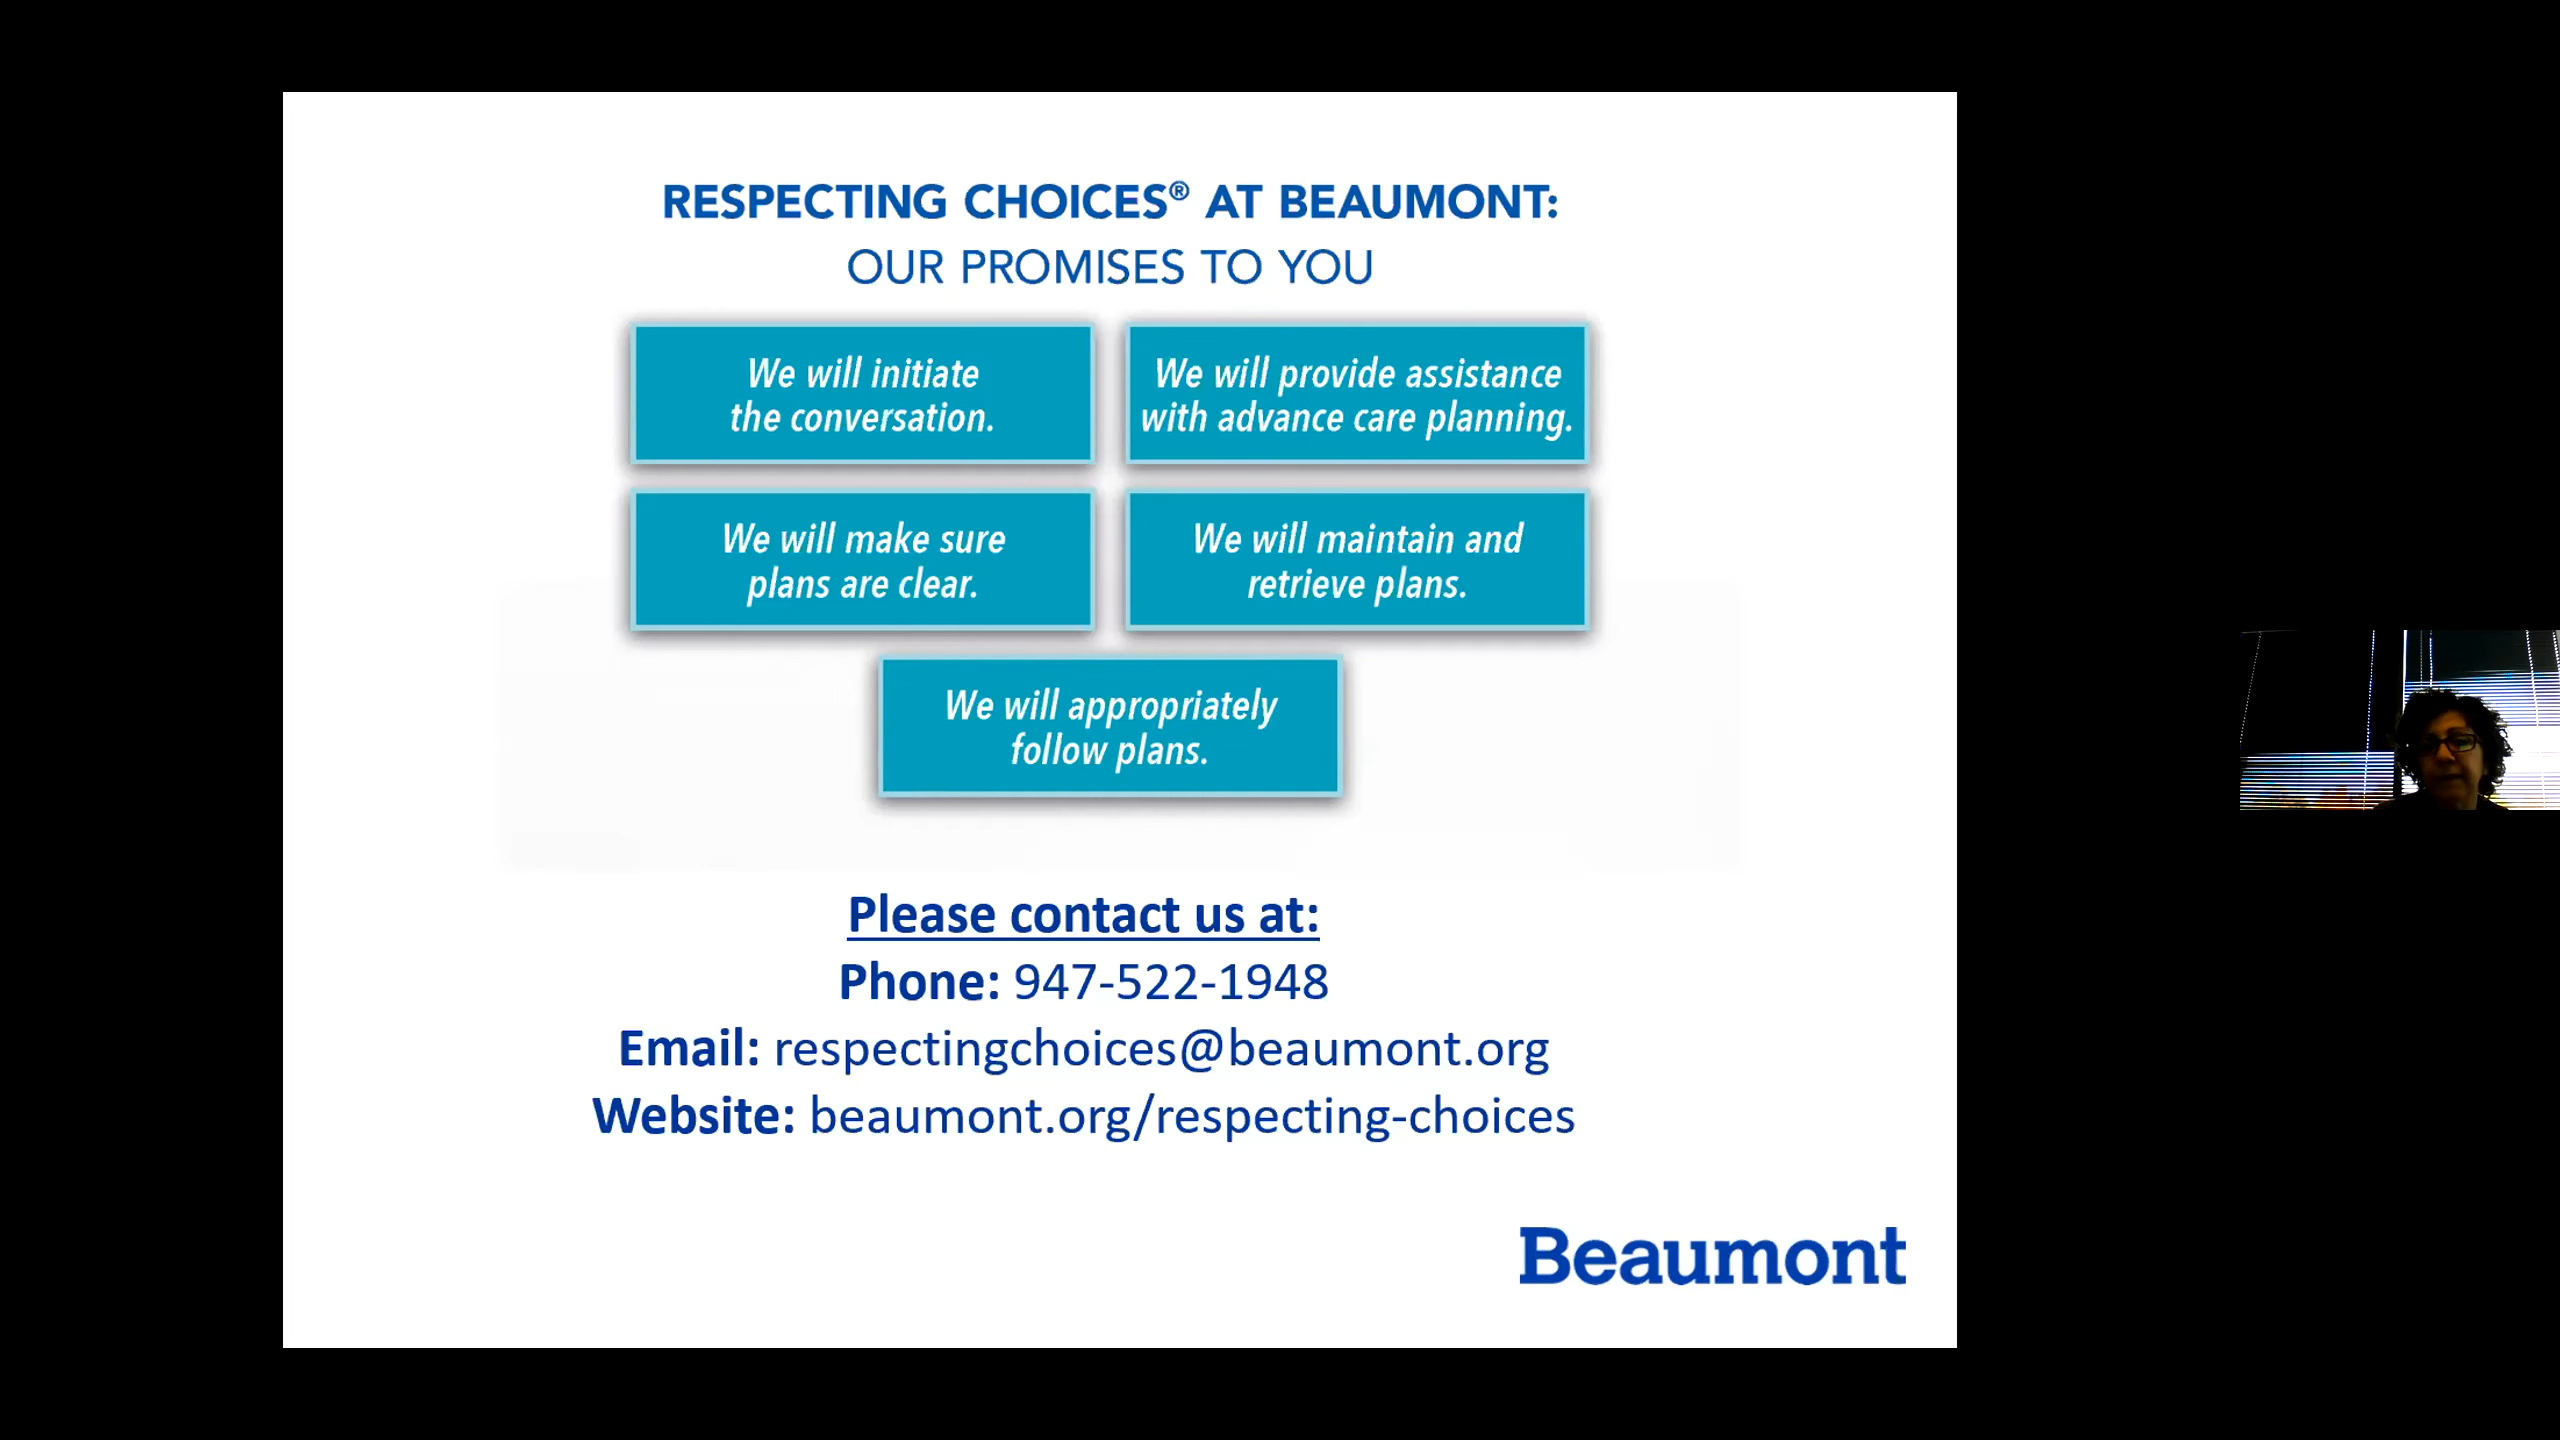 RESPECTING CHOICES® AT BEAUMONT:
OUR PROMISES TO YOU
We will initiate
the conversation.
We will provide assistance
with advance care planning.
We will make sure
plans are clear.
We will maintain and
retrieve plans.
We will appropriately
follow plans.
Please contact us at:
Phone: 947-522-1948
Email: respectingchoices@beaumont.org
Website: beaumont.org/respecting-choices
Beaumont